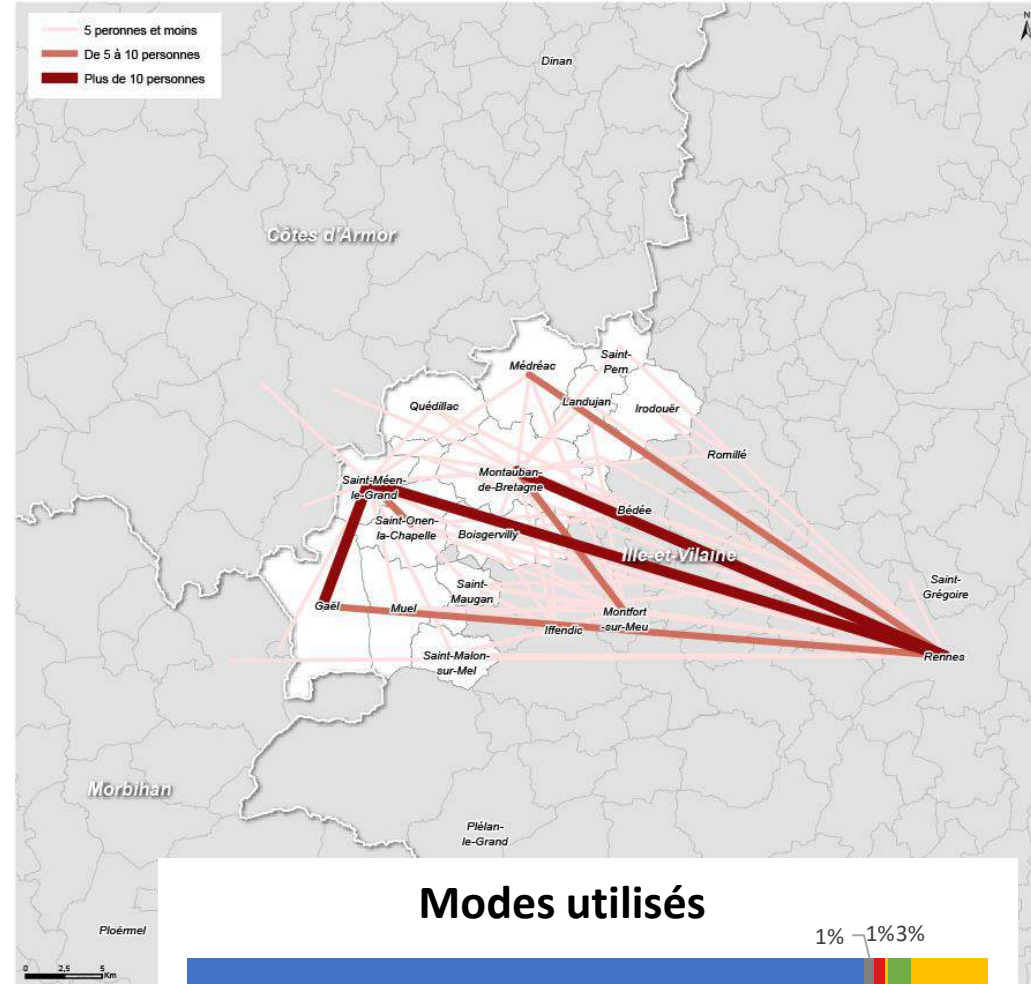 5 peronnes et moins
De 5 à 10 personnes
Plus de 10 personnes
N
Dinan
Côtes d'Armor
Médréac
Saint-
Pern
Landujan
Quédillac
Irodouër
Romillé
Montauban-
de-Bretagne
Saint-Méen-
le-Grand
Bédée
Saint-Onen-
la-Chapelle
Boisgervilly
Ille-et-Vilaine
Saint-
Maugan
Saint-
Grégoire
Gaël
Muel
Montfort
-sur-Meu
Iffendic
Saint-Malon-
sur-Mel
Rennes
Morbihan
Plélan-
le-Grand
Ploërmel
0 2,5 5
Km
Modes utilisés
1% 1% 3%